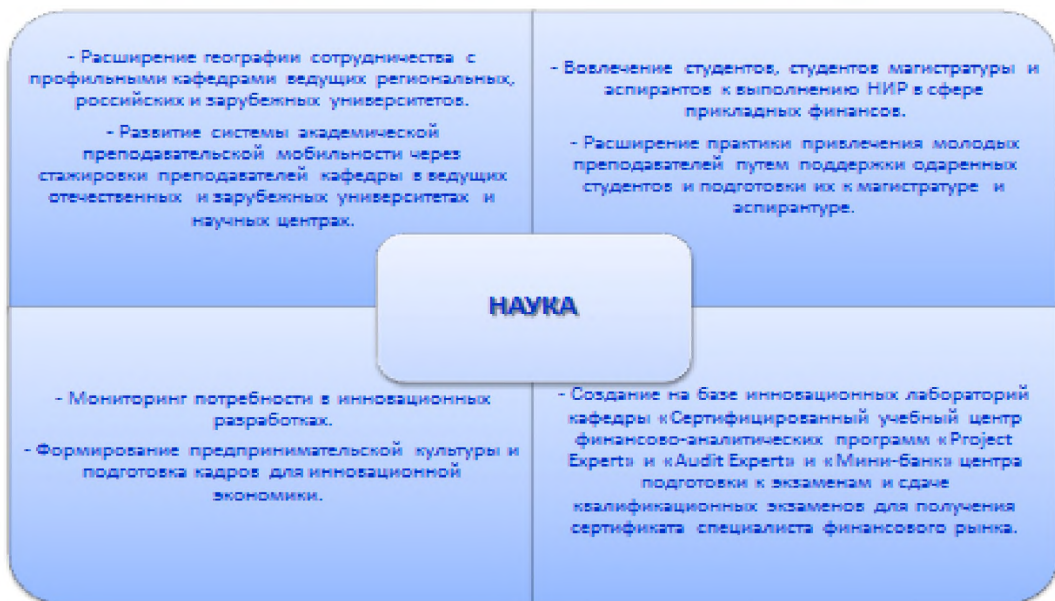 - Расширение географии сотрудничества с
профильными кафедрами ведущих региональных,
российских и зарубежных университетов.
- Развитие системы академической
преподавательской мобильности через
стажировки преподавателей кафедры в ведущих
отечественных и зарубежных университетах и
научных центрах.
- Вовлечение студентов, студентов магистратуры и
аспирантов к выполнению НИР в сфере
прикладных финансов.
- Расширение практики привлечения молодых
преподавателей путем поддержки одаренных
студентов и подготовки их к магистратуре и
аспирантуре.
НАУКА
- Мониторинг потребности в инновационных
разработках.
- Формирование предпринимательской культуры и
подготовка кадров для инновационной
экономики.
- Создание на базе инновационных лабораторий
кафедры «Сертифицированный учебный центр
финансово-аналитических программ «Project
Expert» и «Audit Expert» и «Мини-банк» центра
подготовки к экзаменам и сдаче
квалификационных экзаменов для получения
сертификата специалиста финансового рынка.